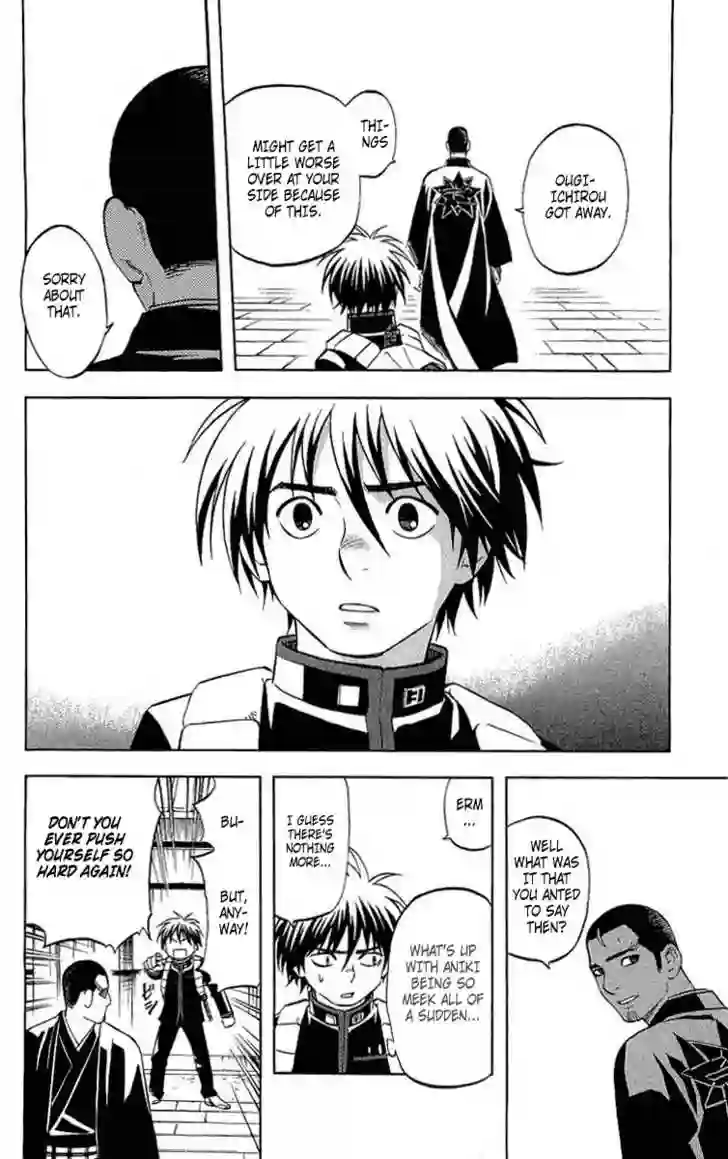 OUGI-
ICHIROU
GOT AWAY.
THI-
NGS
MIGHT GET A
LITTLE WORSE
OVER AT YOUR
SIDE BECAUSE
OF THIS.
SORRY
ABOUT
THAT.
WELL
WHAT WAS
IT THAT
YOU ANTED
TO SAY
THEN?
ERM
...
WHAT'S UP
WITH ANIKI
BEING SO
MEEK ALL OF
A SUDDEN...
I GUESS
THERE'S
NOTHING
MORE...
BU-
BUT,
ANY-
WAY!
DON'T YOU
EVER PUSH
YOURSELF SO
HARD AGAIN!